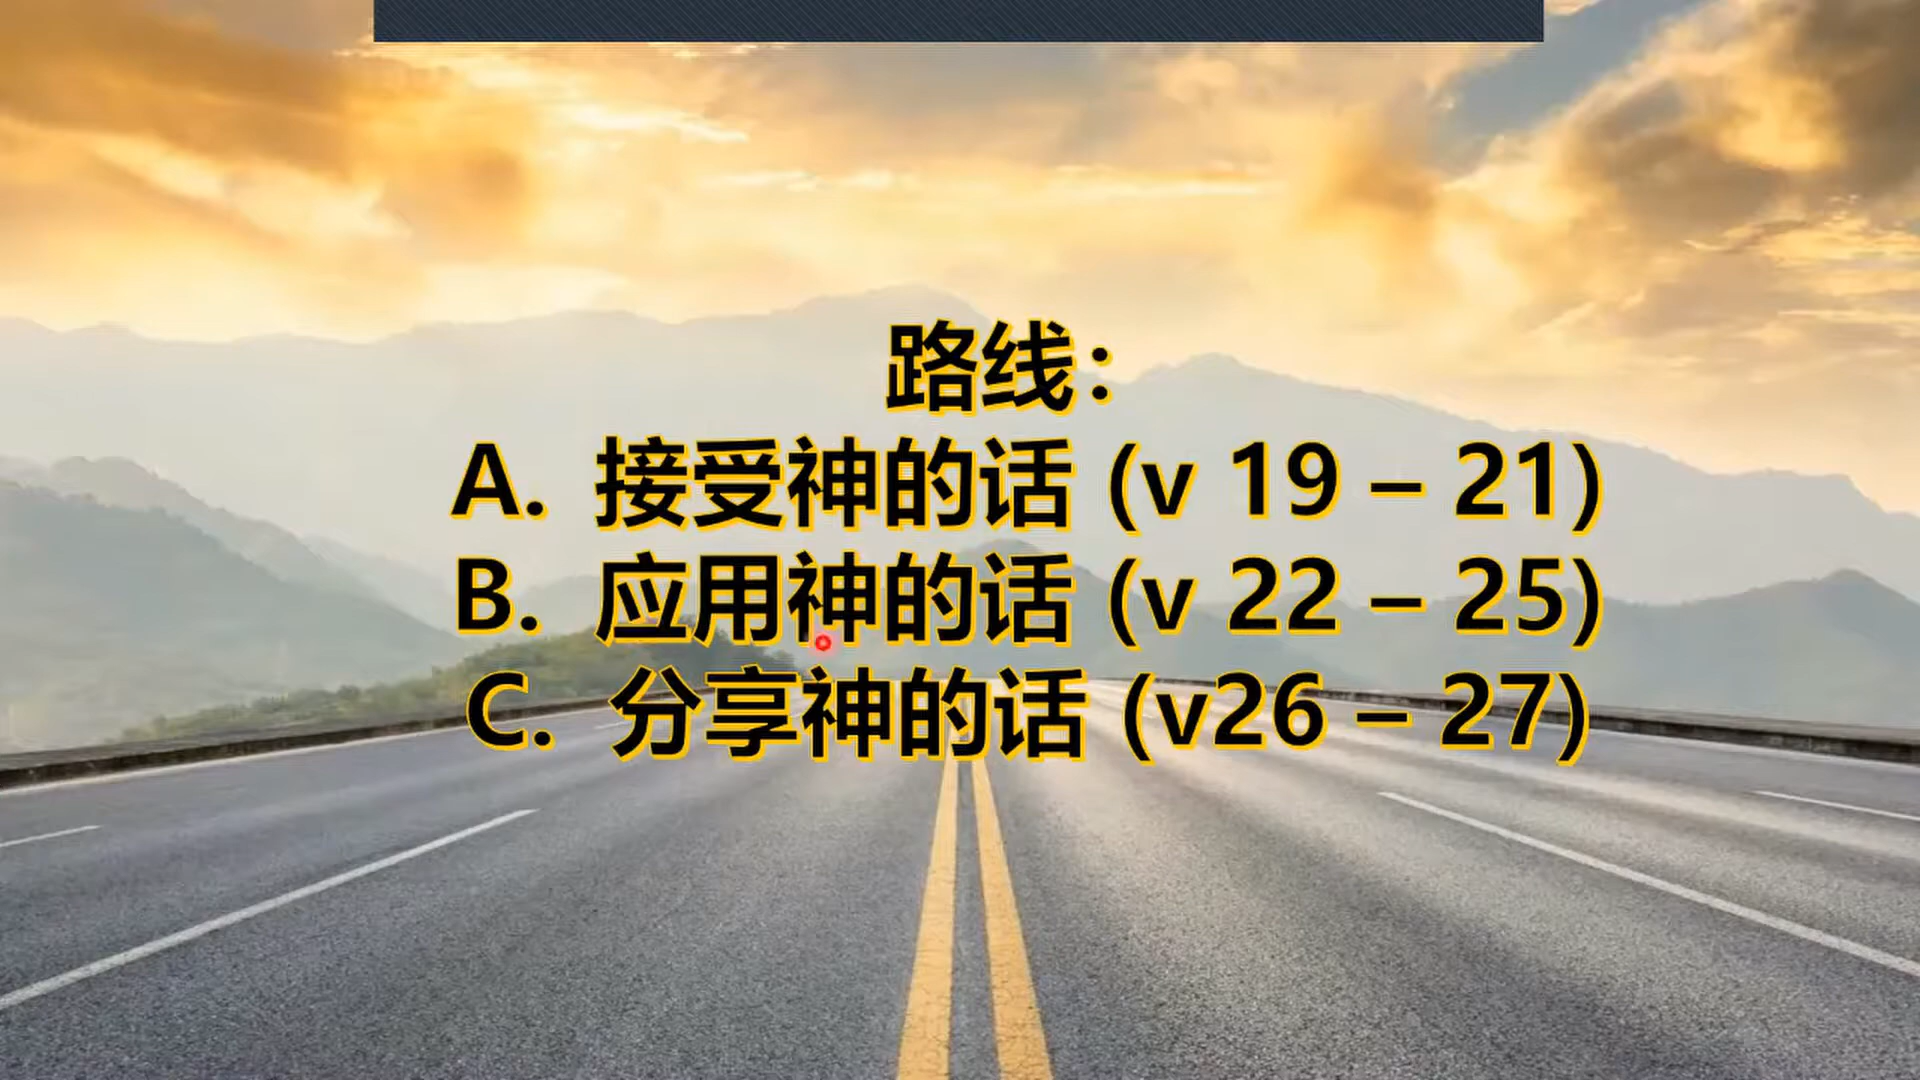 路线：
A. 接受神的话 (v 19 – 21)
B. 应用神的话 (v 22 – 25)
C. 分享神的话 (v26 – 27)